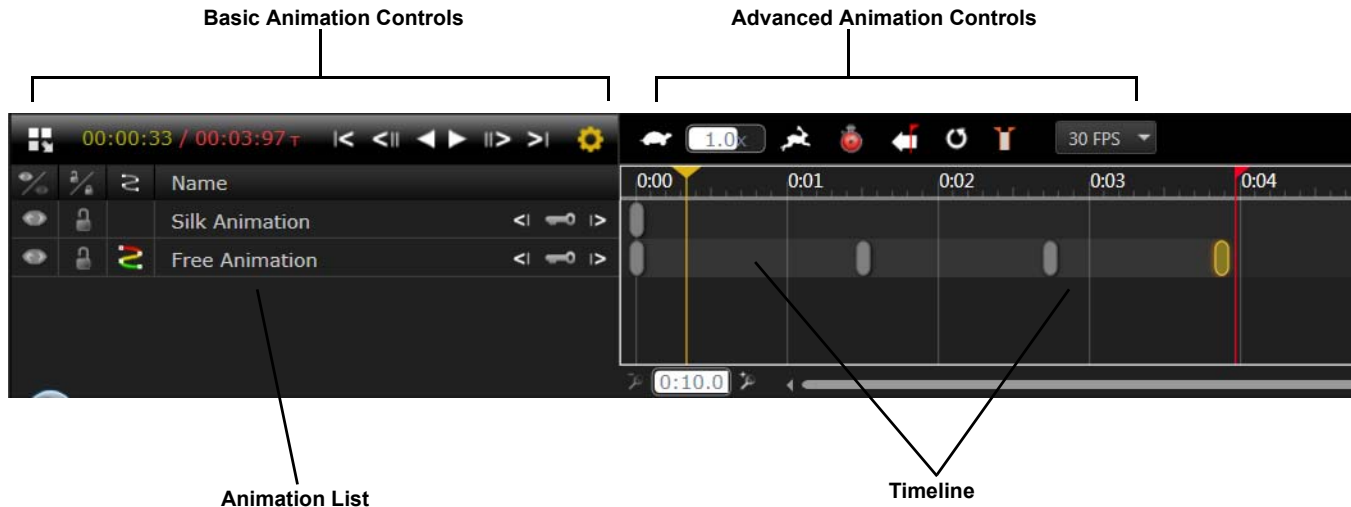 Basic Animation Controls
Advanced Animation Controls
00:00:33 / 00:03:97 T
1.0x
30 FPS
Name
0:00
0:01
0:02
0:03
0:04
Silk Animation
Free Animation
0:10.0
Animation List
Timeline